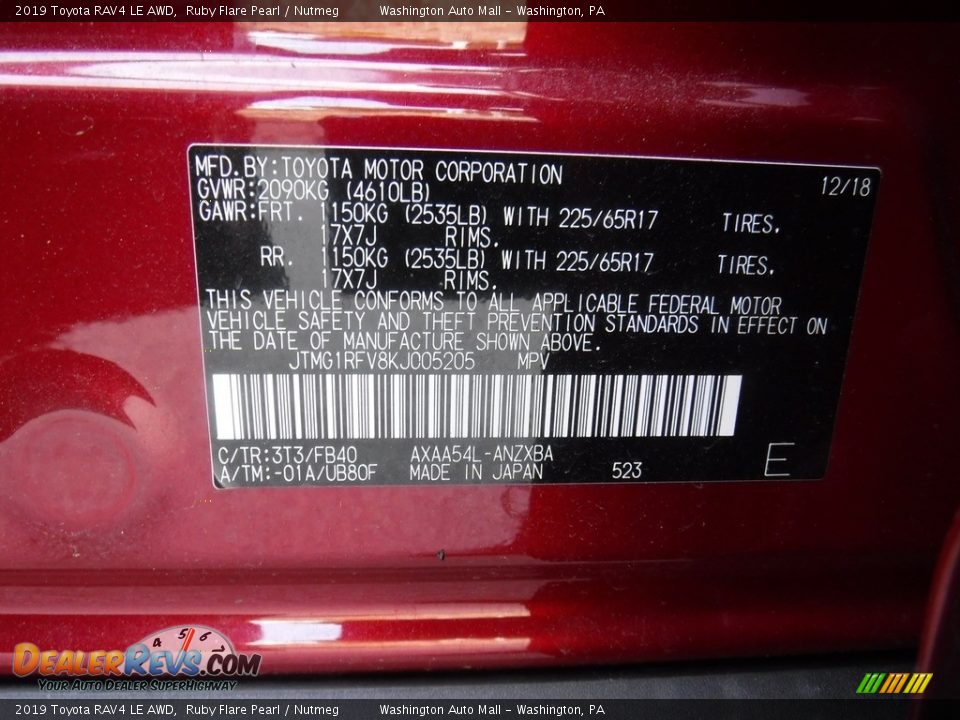 2019 Toyota RAV4 LE AWD, Ruby Flare Pearl / Nutmeg Washington Auto Mall - Washington, PA
MFD.BY:TOYOTA MOTOR CORPORATION 12/18
GVWR:2090KG (4610LB)
GAWR:FRT. 1150KG (2535LB) WITH 225/65R17 TIRES.
17X7J RIMS.
RR. 1150KG (2535LB) WITH 225/65R17 TIRES.
17X7J RIMS.
THIS VEHICLE CONFORMS TO ALL APPLICABLE FEDERAL MOTOR
VEHICLE SAFETY AND THEFT PREVENTION STANDARDS IN EFFECT ON
THE DATE OF MANUFACTURE SHOWN ABOVE.
JTMG1RFV8KJ005205 MPV
C/TR:3T3/FB40 AXAA54L-ANZXBA
A/TM:-01A/UB80F MADE IN JAPAN 523 E
4 5 6
DEALERREVS.COM
YOUR AUTO DEALER SUPERHIGHWAY
2019 Toyota RAV4 LE AWD, Ruby Flare Pearl / Nutmeg Washington Auto Mall - Washington, PA